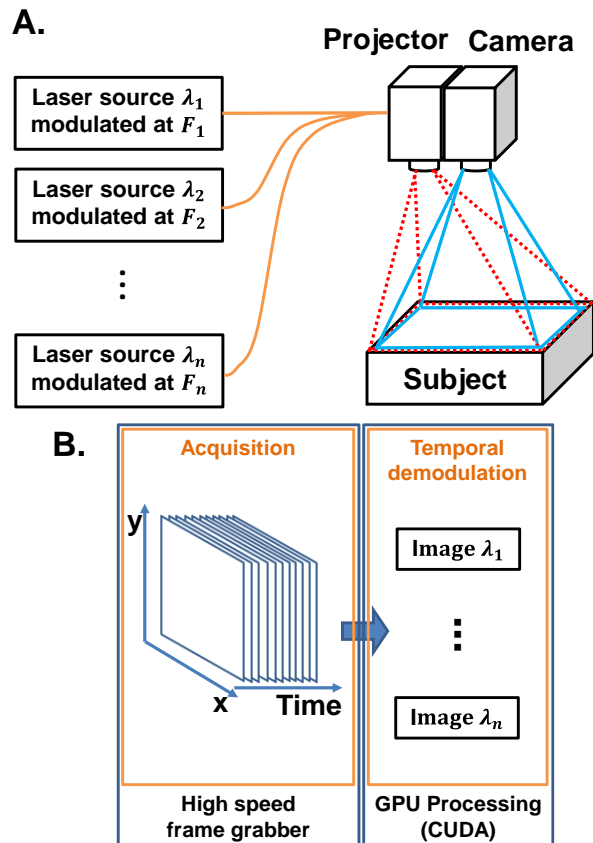 A.
Projector Camera
Laser source λ₁
modulated at F₁
Laser source λ₂
modulated at F₂
⋮
Laser source λₙ
modulated at Fₙ
Subject
B.
Acquisition
Temporal
demodulation
y
x
Time
Image λ₁
⋮
Image λₙ
High speed
frame grabber
GPU Processing
(CUDA)